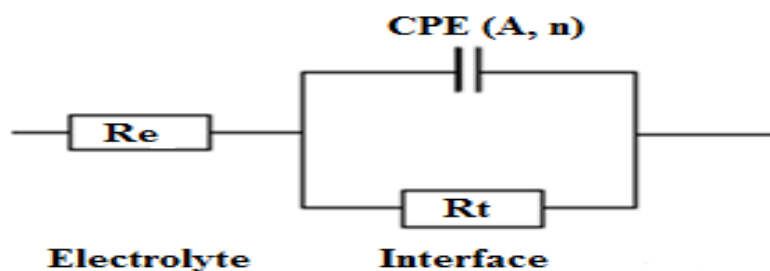 CPE (A, n)
Re
Rt
Electrolyte
Interface